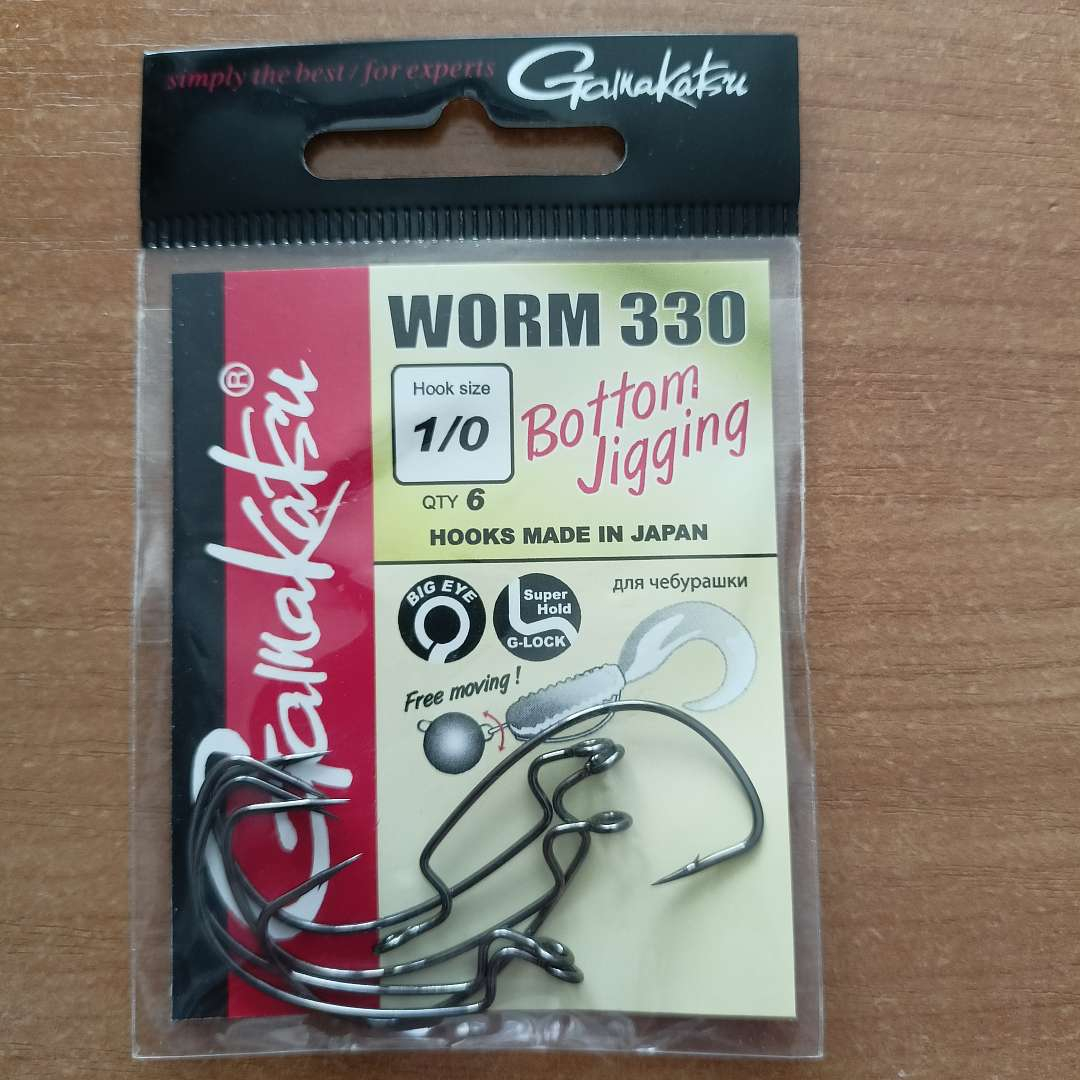 simply the best / for experts
Gamakatsu
WORM 330
Hook size
1/0
Bottom
Jigging
QTY 6
HOOKS MADE IN JAPAN
Gamakatsu®
BIG EYE
Super
Hold
G-LOCK
для чебурашки
Free moving!